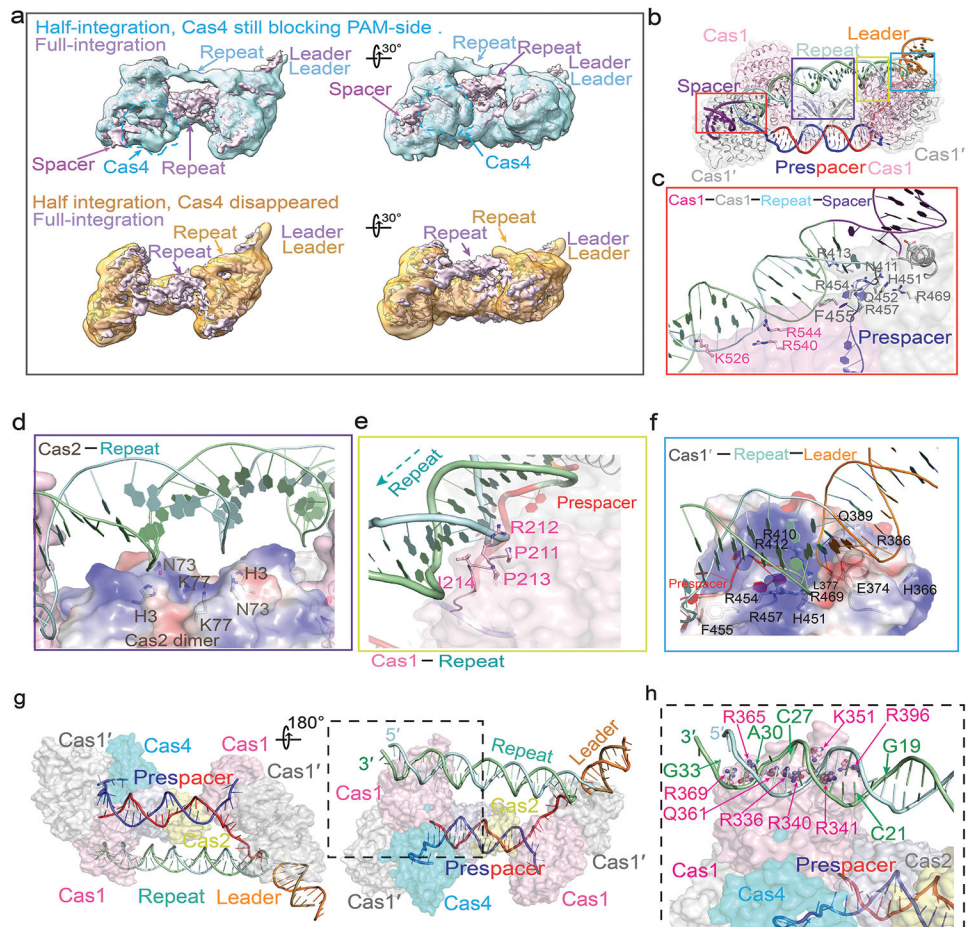 a
Half-integration, Cas4 still blocking PAM-side .
Full-integration
Repeat
Leader
Leader
30°
Repeat
Repeat
Leader
Leader
Spacer
Spacer
Cas4
Repeat
Cas4
Half integration, Cas4 disappeared
Full-integration
Repeat
Repeat
Leader
Leader
30°
Repeat
Repeat
Leader
Leader
b
Cas1
Repeat
Leader
Spacer
Cas1′
Prespacer
Cas1
Cas1′
c
Cas1–Cas1–Repeat–Spacer
R413
N411
R454
H451
Q452
R469
F455
R457
R544
R540
K526
Prespacer
d
Cas2–Repeat
N73
K77
H3
H3
N73
K77
Cas2 dimer
e
Repeat
Prespacer
R212
P211
P213
I214
Cas1–Repeat
f
Cas1′–Repeat–Leader
Q389
R386
R410
R412
Prespacer
L377
R469
E374
H366
R454
R457
H451
F455
g
180°
Cas1′
Cas4
Cas1
Cas1′
Prespacer
Cas2
Cas1
Repeat
Leader
5′
3′
Repeat
Leader
Cas1
Cas2
Prespacer
Cas1′
Cas4
Cas1
Cas1′
h
R365
C27
K351
R396
3′
5′
A30
G19
G33
R369
Q361
R336
R340
R341
C21
Cas1
Prespacer
Cas2
Cas4